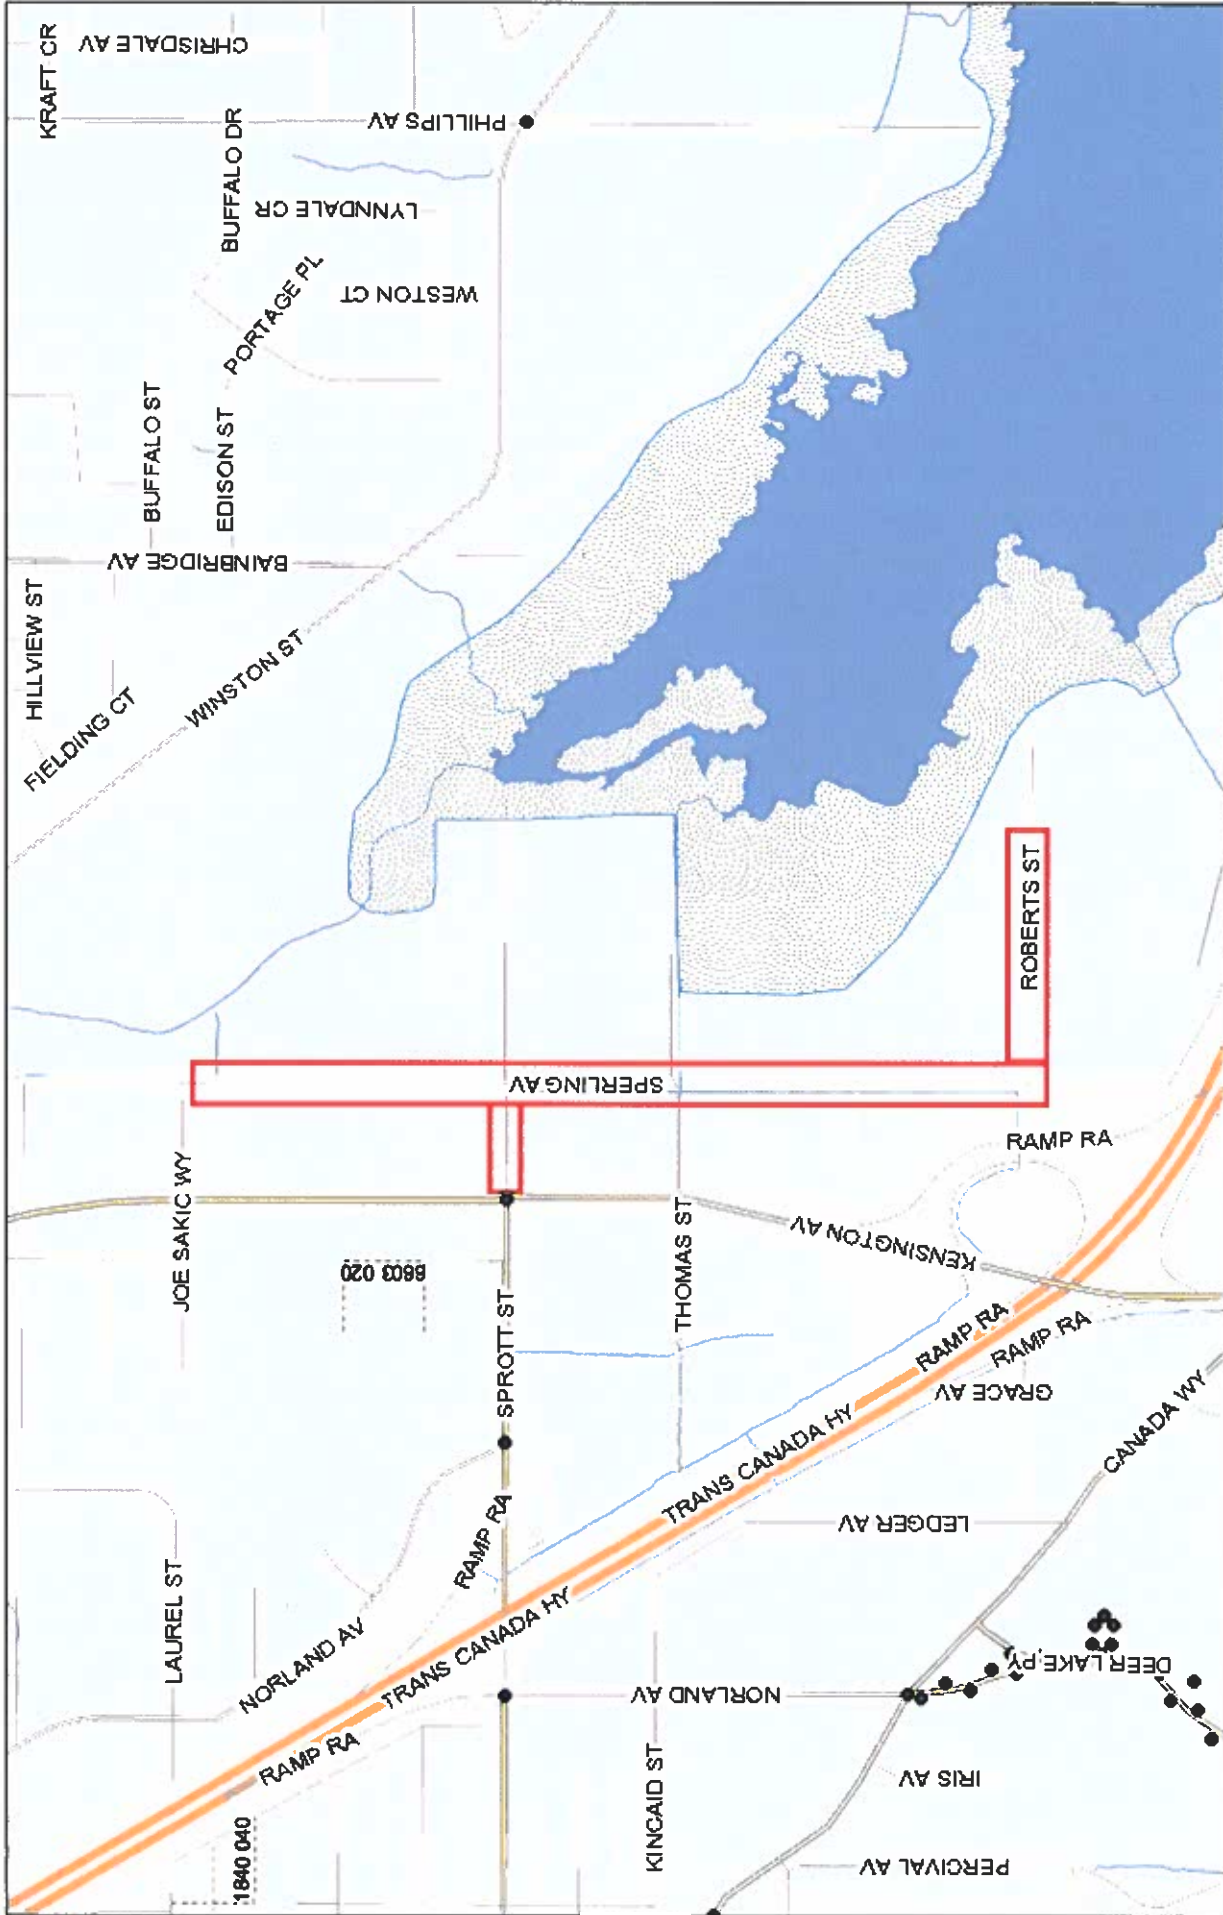 KRAFT CR
CHRISDALE AV
PHILLIPS AV
BUFFALO DR
LYNNDALE CR
PORTAGE PL
WESTON CT
BUFFALO ST
EDISON ST
BAINBRIDGE AV
HILLVIEW ST
FIELDING CT
WINSTON ST
ROBERTS ST
SPERLING AV
JOE SAKIC WY
RAMP RA
KENSINGTON AV
THOMAS ST
6603 020
SPROTT ST
RAMP RA
RAMP RA
GRACE AV
CANADA WY
TRANS CANADA HY
LEDGER AV
RAMP RA
LAUREL ST
NORLAND AV
TRANS CANADA HY
RAMP RA
NORLAND AV
DEER LAKE PY
KINCAID ST
IRIS AV
PERCIVAL AV
1840 040